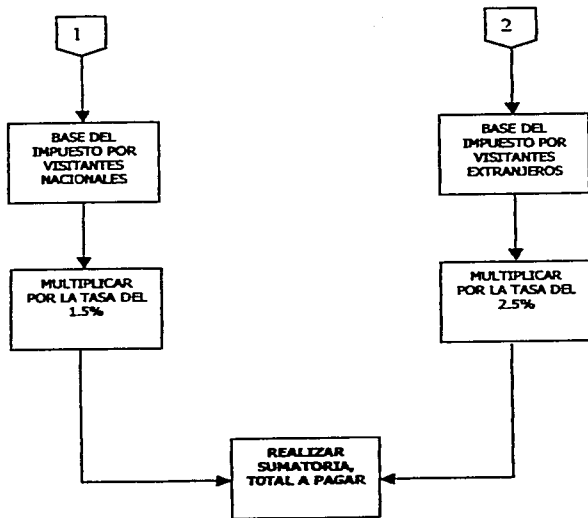 1
BASE DEL
IMPUESTO POR
VISITANTES
NACIONALES
MULTIPLICAR
POR LA TASA DEL
1.5%
2
BASE DEL
IMPUESTO POR
VISITANTES
EXTRANJEROS
MULTIPLICAR
POR LA TASA DEL
2.5%
REALIZAR
SUMATORIA,
TOTAL A PAGAR